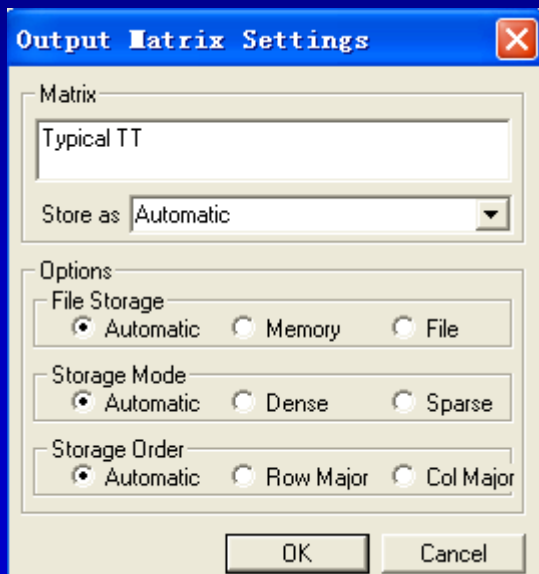 Output Matrix Settings
Matrix
Typical TT
Store as Automatic
Options
File Storage
Automatic Memory File
Storage Mode
Automatic Dense Sparse
Storage Order
Automatic Row Major Col Major
OK Cancel